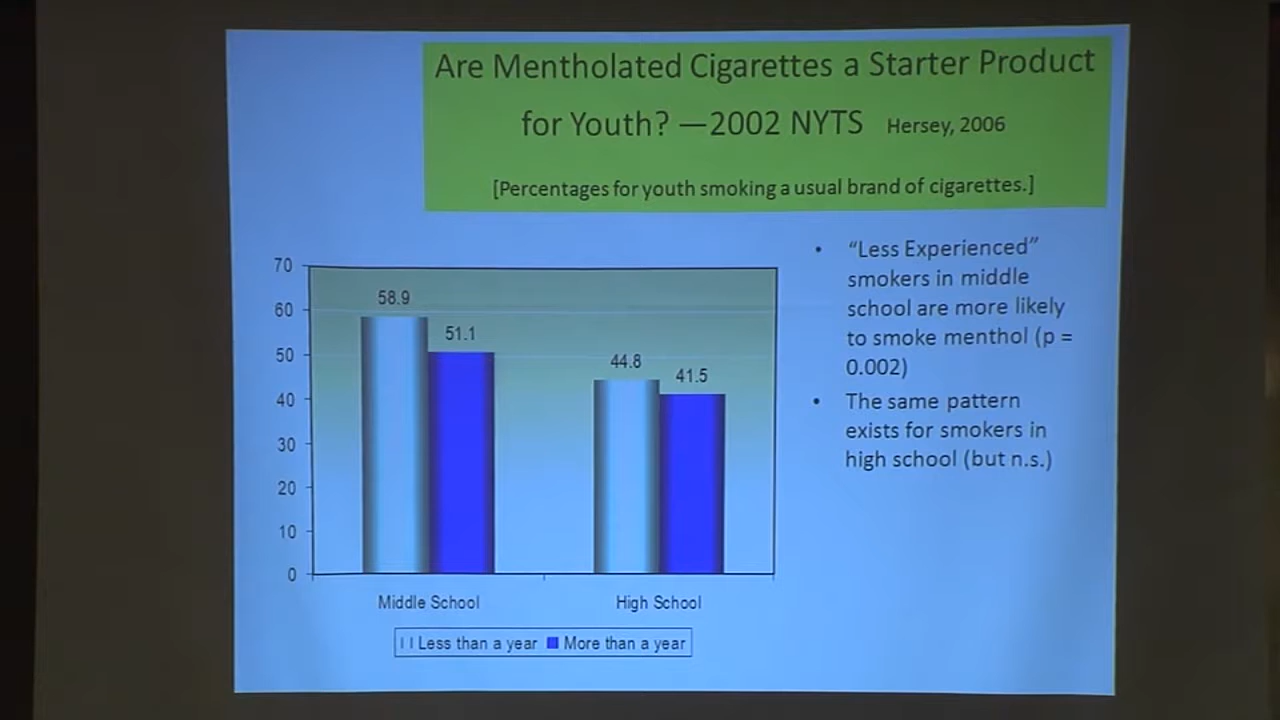 Are Mentholated Cigarettes a Starter Product
for Youth? —2002 NYTS Hersey, 2006
[Percentages for youth smoking a usual brand of cigarettes.]
70
60
50
40
30
20
10
0
58.9
51.1
44.8
41.5
Middle School
High School
Less than a year
More than a year
• “Less Experienced”
smokers in middle
school are more likely
to smoke menthol (p =
0.002)
• The same pattern
exists for smokers in
high school (but n.s.)